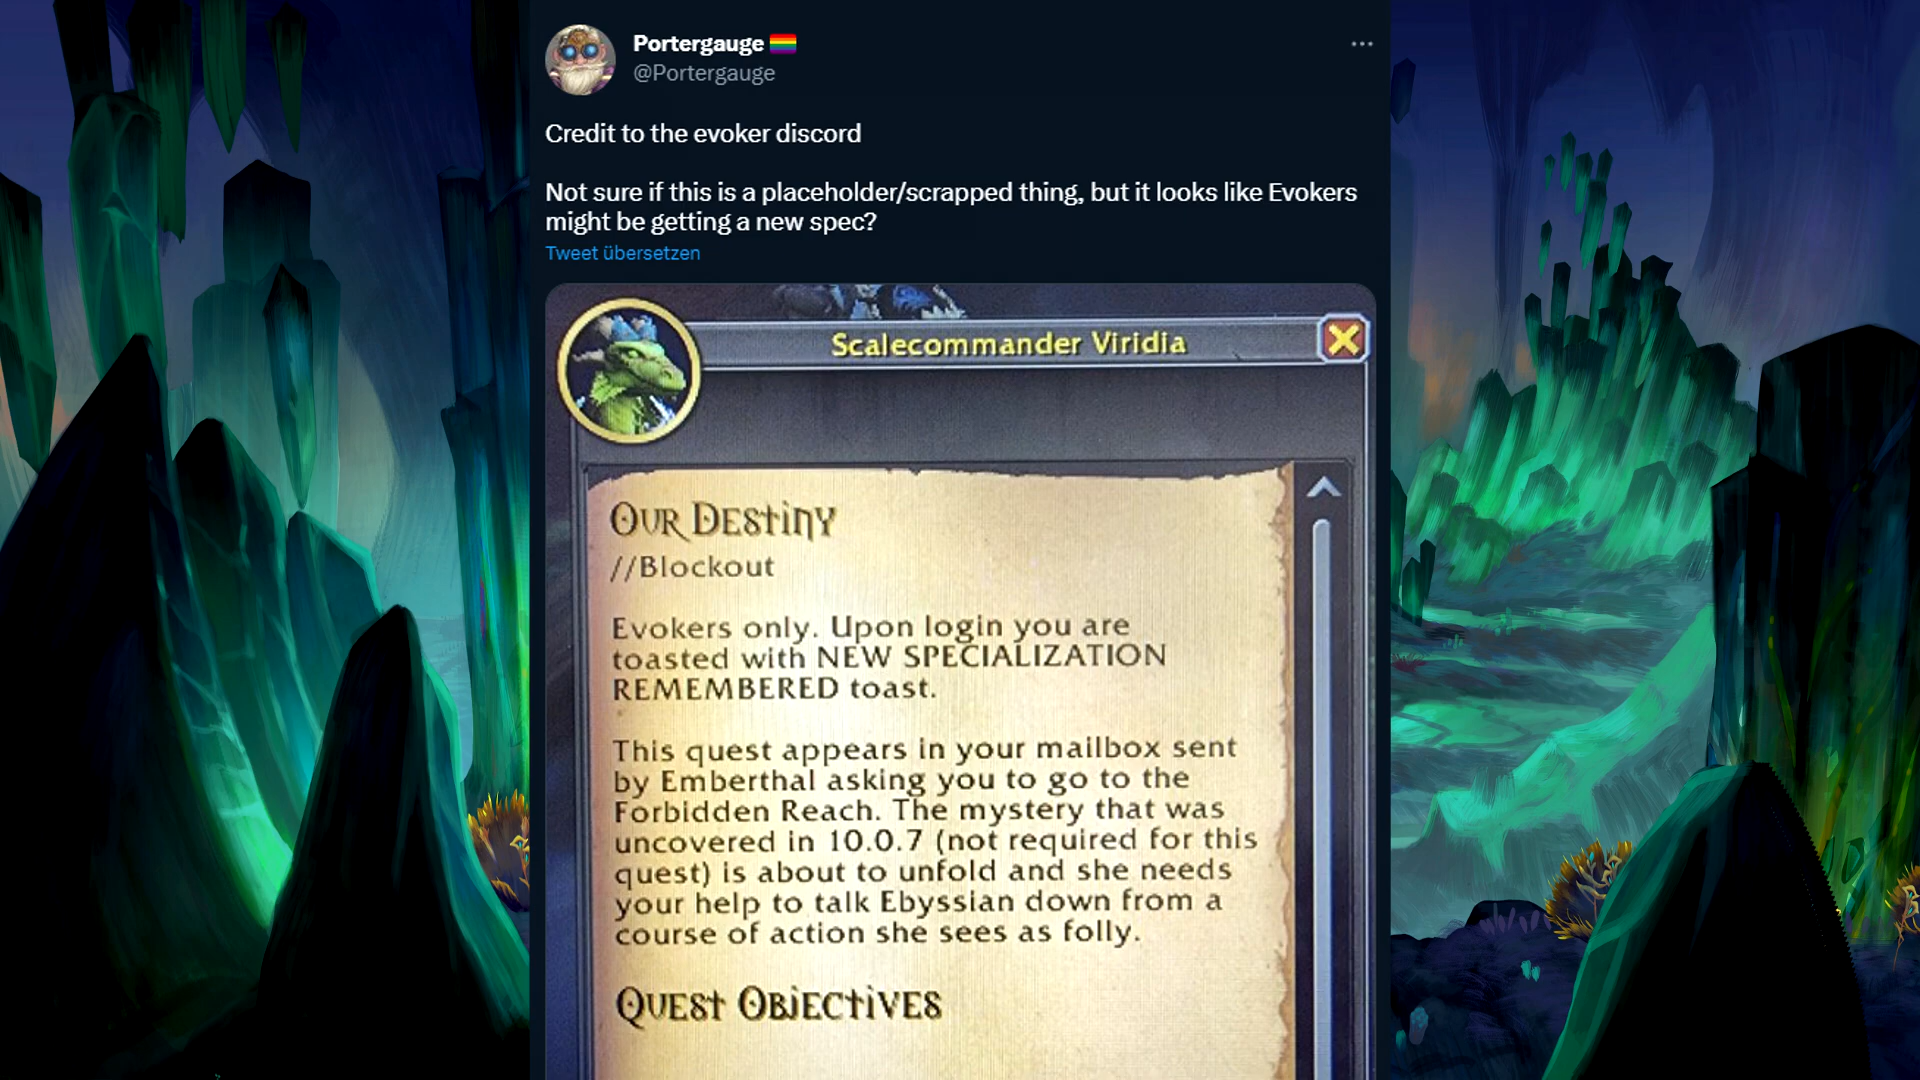 Portergauge
@Portergauge
Credit to the evoker discord
Not sure if this is a placeholder/scrapped thing, but it looks like Evokers
might be getting a new spec?
Tweet übersetzen
Scalecommander Viridia
Our Destiny
//Blockout
Evokers only. Upon login you are
toasted with NEW SPECIALIZATION
REMEMBERED toast.
This quest appears in your mailbox sent
by Emberthal asking you to go to the
Forbidden Reach. The mystery that was
uncovered in 10.0.7 (not required for this
quest) is about to unfold and she needs
your help to talk Ebyssian down from a
course of action she sees as folly.
Quest Objectives